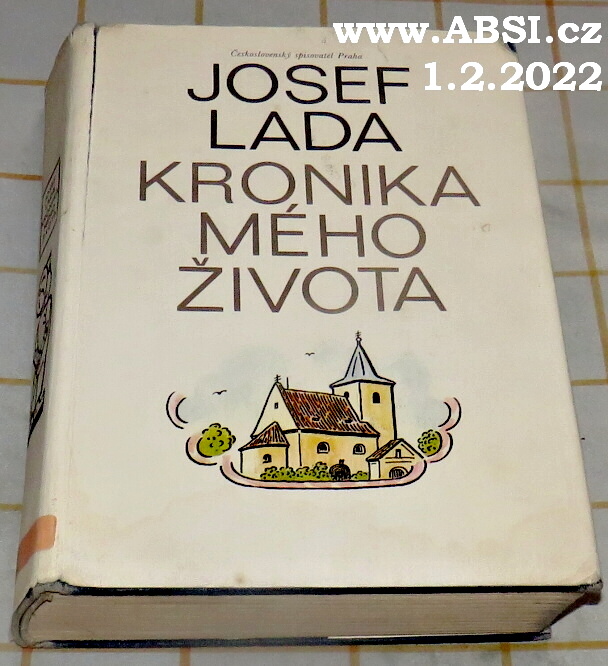 www.ABSI.cz
1.2.2022
Československý spisovatel Praha
JOSEF
LADA
KRONIKA
MÉHO
ŽIVOTA